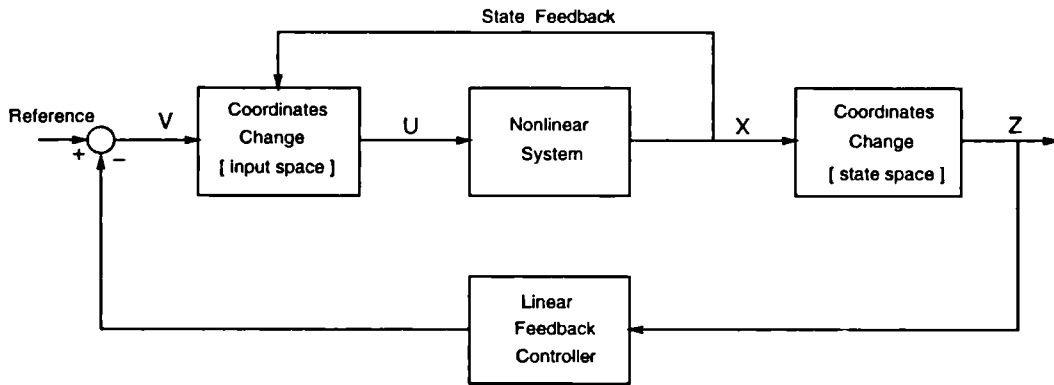 State Feedback
Reference
+
−
V
Coordinates
Change
[ input space ]
U
Nonlinear
System
X
Coordinates
Change
[ state space ]
Z
Linear
Feedback
Controller